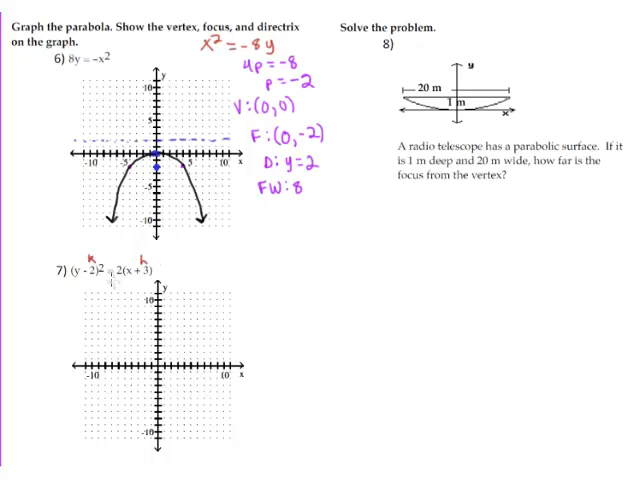 Graph the parabola. Show the vertex, focus, and directrix
on the graph.
x² = -8y
6) 8y = -x²
4p = -8
p = -2
V: (0,0)
F: (0,-2)
D: y = 2
FW: 8
y
10
5
-10
5
10
x
-5
-10
k h
7) (y - 2)² = 2(x + 3)
y
10
-10
10
x
-10
Solve the problem.
8)
y
20 m
1 m
x
A radio telescope has a parabolic surface. If it
is 1 m deep and 20 m wide, how far is the
focus from the vertex?